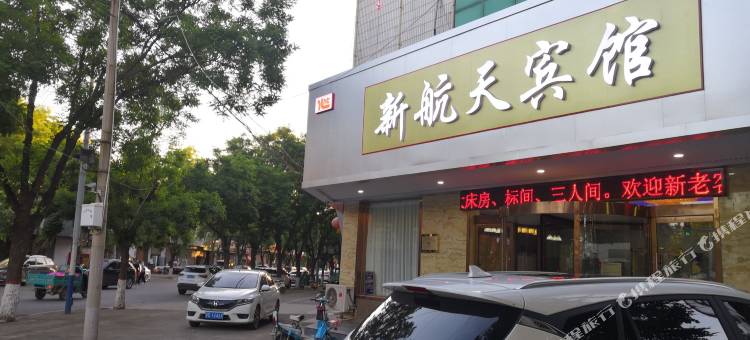 新航天宾馆
床房、标间、三人间。欢迎新老客
携程旅行